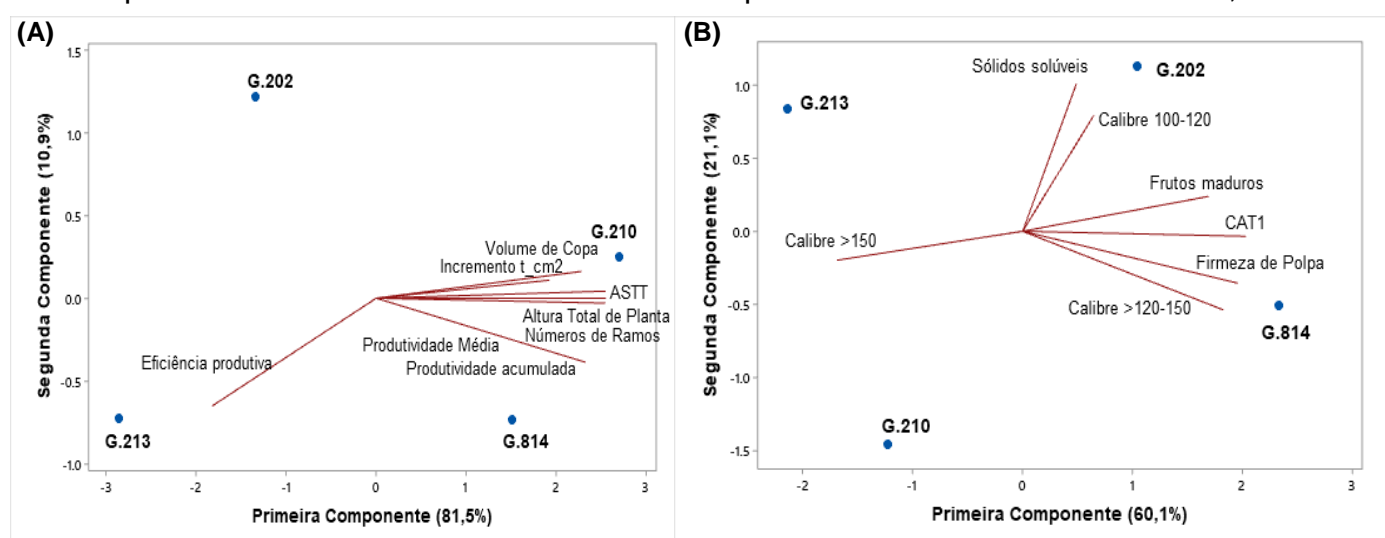 (A)
1.5
1.0
0.5
0.0
-0.5
-1.0
Segunda Componente (10,9%)
G.202
G.210
Volume de Copa
Incremento t_cm2
ASTT
Altura Total de Planta
Números de Ramos
Produtividade Média
Produtividade acumulada
Eficiência produtiva
G.213
G.814
-3
-2
-1
0
1
2
3
Primeira Componente (81,5%)
(B)
1.0
0.5
0.0
-0.5
-1.0
-1.5
Segunda Componente (21,1%)
Sólidos solúveis
G.202
G.213
Calibre 100-120
Frutos maduros
CAT1
Calibre >150
Firmeza de Polpa
Calibre >120-150
G.814
G.210
-2
-1
0
1
2
3
Primeira Componente (60,1%)